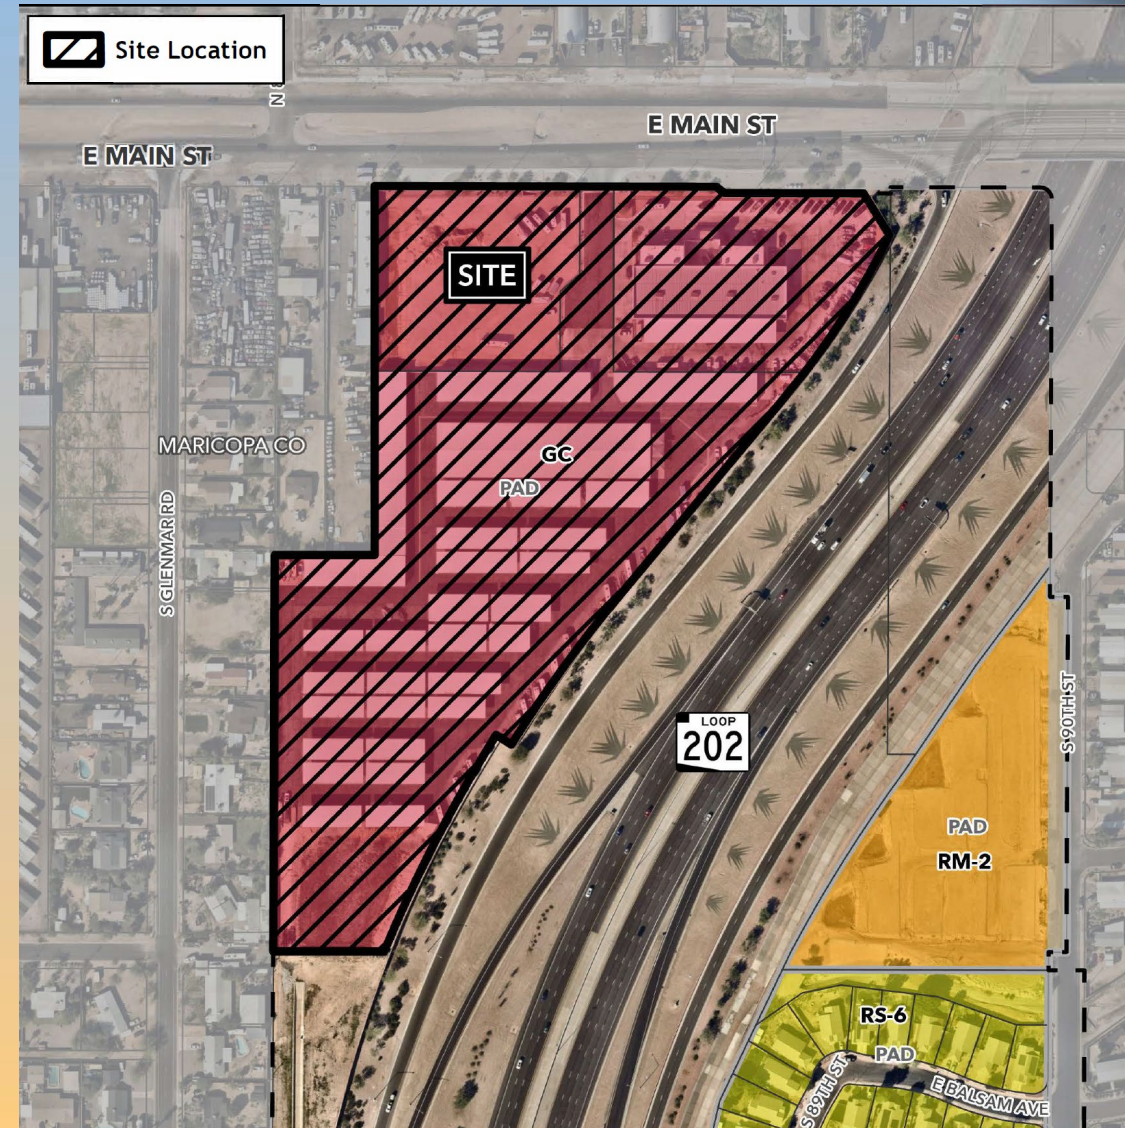 Site Location
N 8
E MAIN ST
E MAIN ST
SITE
MARICOPA CO
GC
PAD
S GLENMAR RD
LOOP
202
S 90TH ST
PAD
RM-2
RS-6
PAD
S 89TH ST
E BALSAM AVE